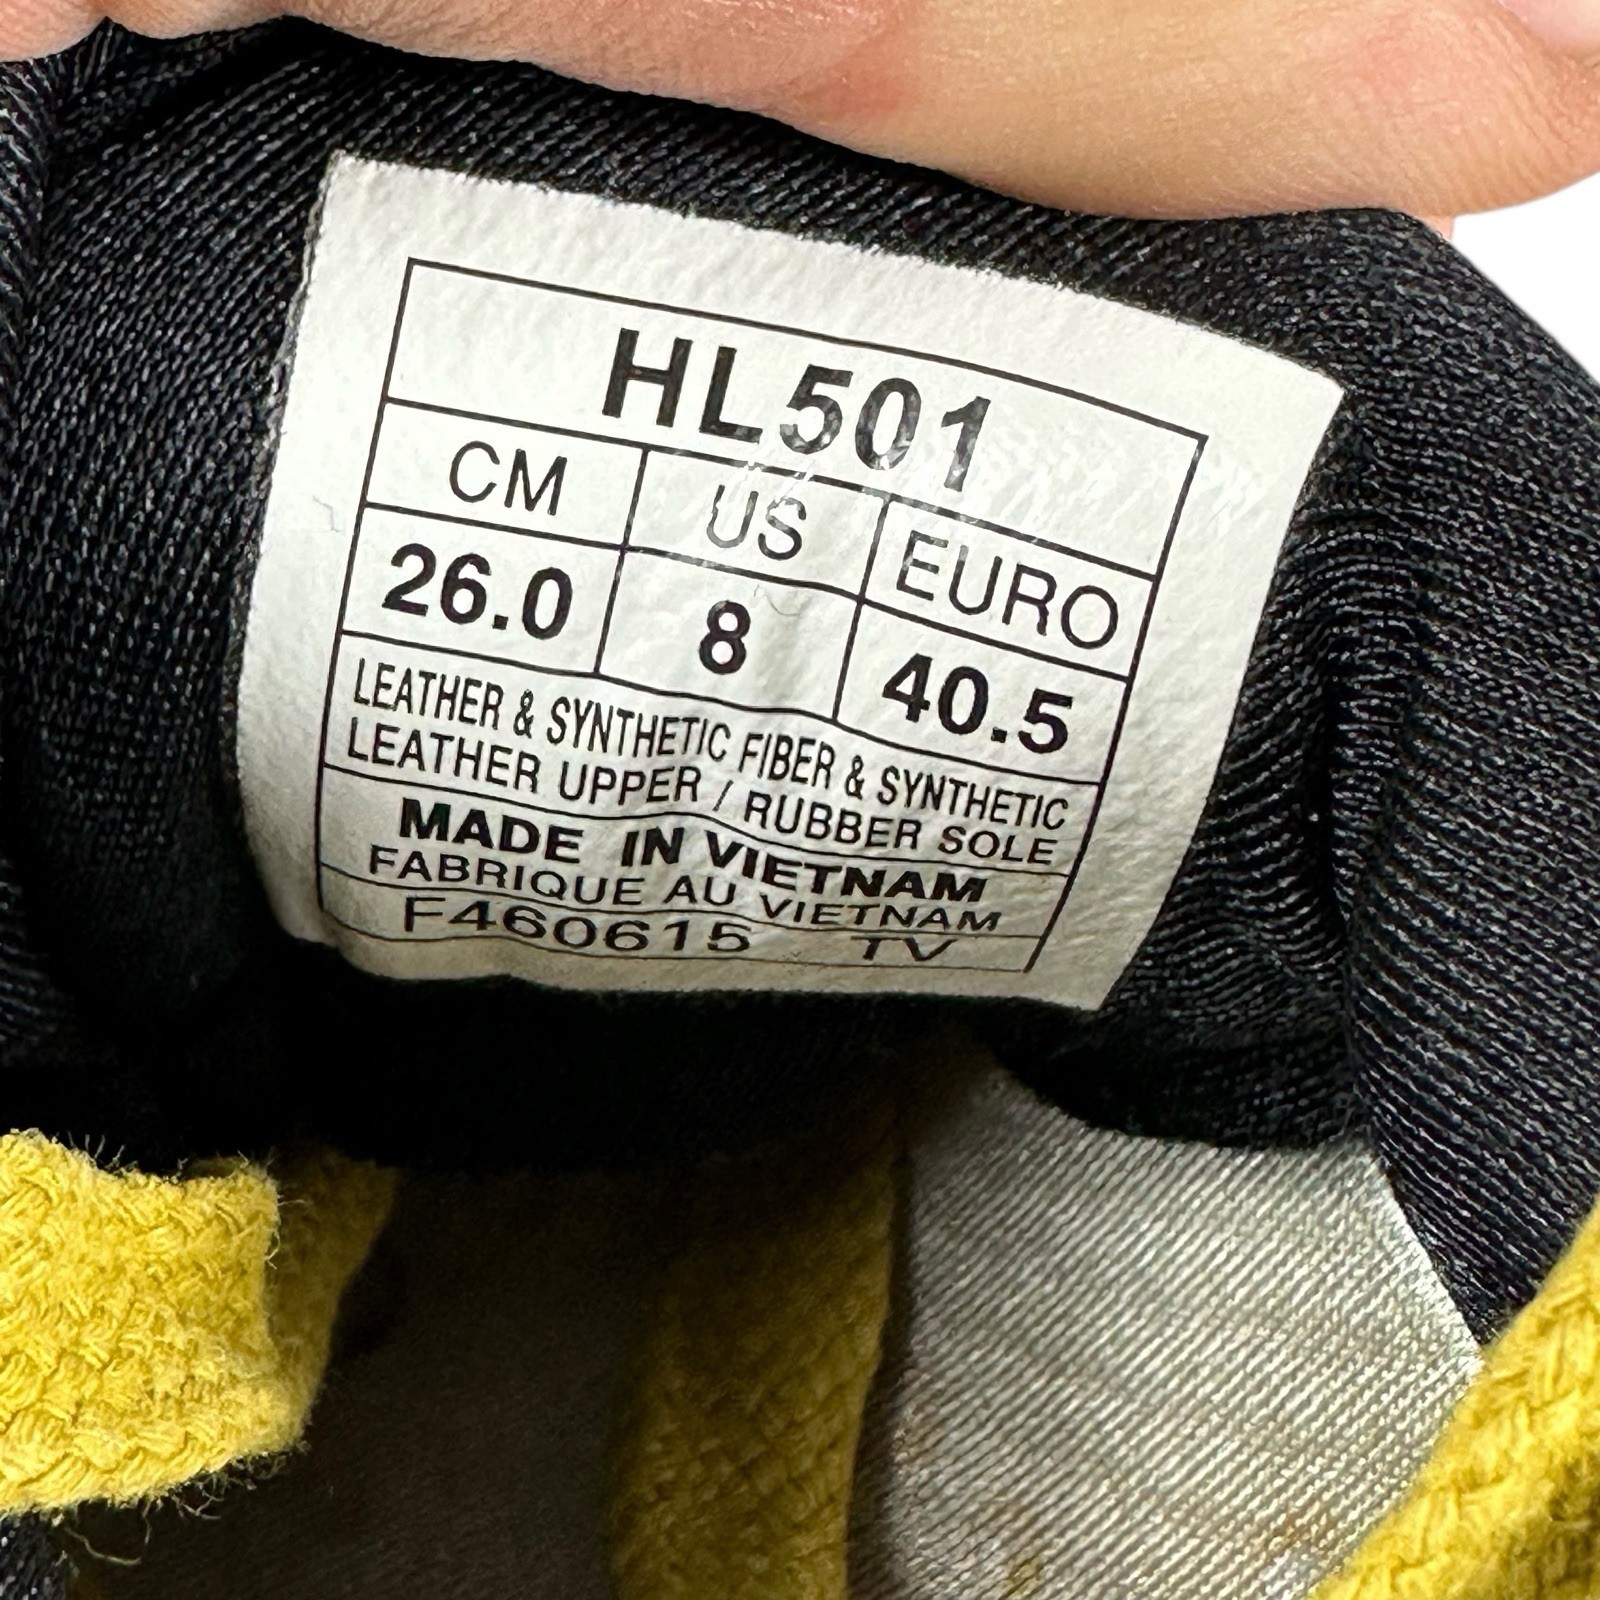 HL501
CM US EURO
26.0 8 40.5
LEATHER & SYNTHETIC FIBER & SYNTHETIC
LEATHER UPPER / RUBBER SOLE
MADE IN VIETNAM
FABRIQUE AU VIETNAM
F460615 TV